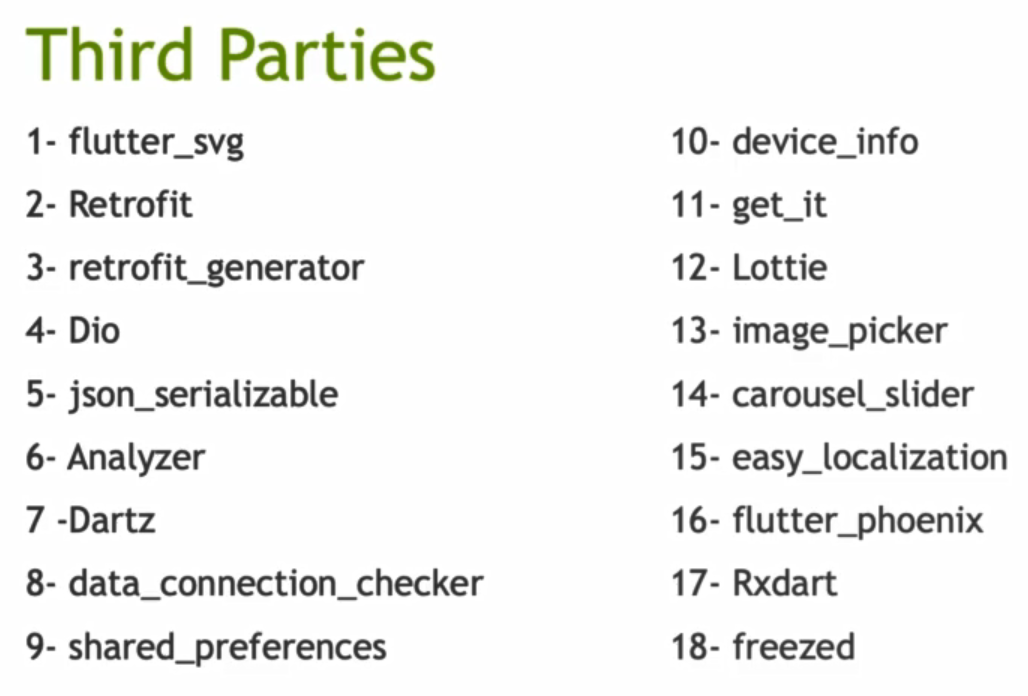 Third Parties
1- flutter_svg
2- Retrofit
3- retrofit_generator
4- Dio
5- json_serializable
6- Analyzer
7 -Dartz
8- data_connection_checker
9- shared_preferences
10- device_info
11- get_it
12- Lottie
13- image_picker
14- carousel_slider
15- easy_localization
16- flutter_phoenix
17- Rxdart
18- freezed